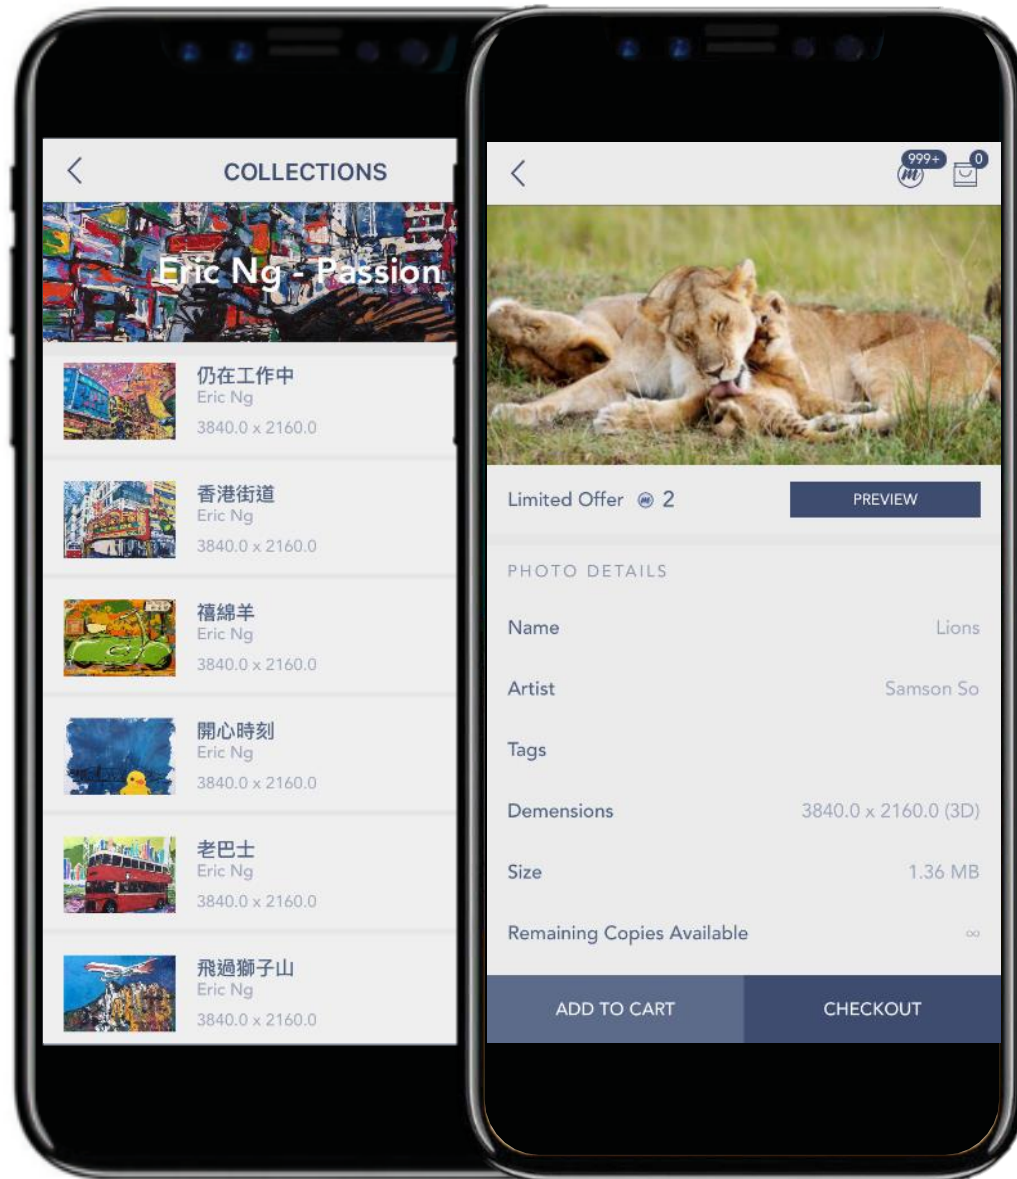 COLLECTIONS
Eric Ng - Passion
仍在工作中
Eric Ng
3840.0 x 2160.0
香港街道
Eric Ng
3840.0 x 2160.0
禧綿羊
Eric Ng
3840.0 x 2160.0
開心時刻
Eric Ng
3840.0 x 2160.0
老巴士
Eric Ng
3840.0 x 2160.0
飛過獅子山
Eric Ng
3840.0 x 2160.0
999+
0
m
Limited Offer m 2
PREVIEW
PHOTO DETAILS
Name Lions
Artist Samson So
Tags
Demensions 3840.0 x 2160.0 (3D)
Size 1.36 MB
Remaining Copies Available ∞
ADD TO CART
CHECKOUT